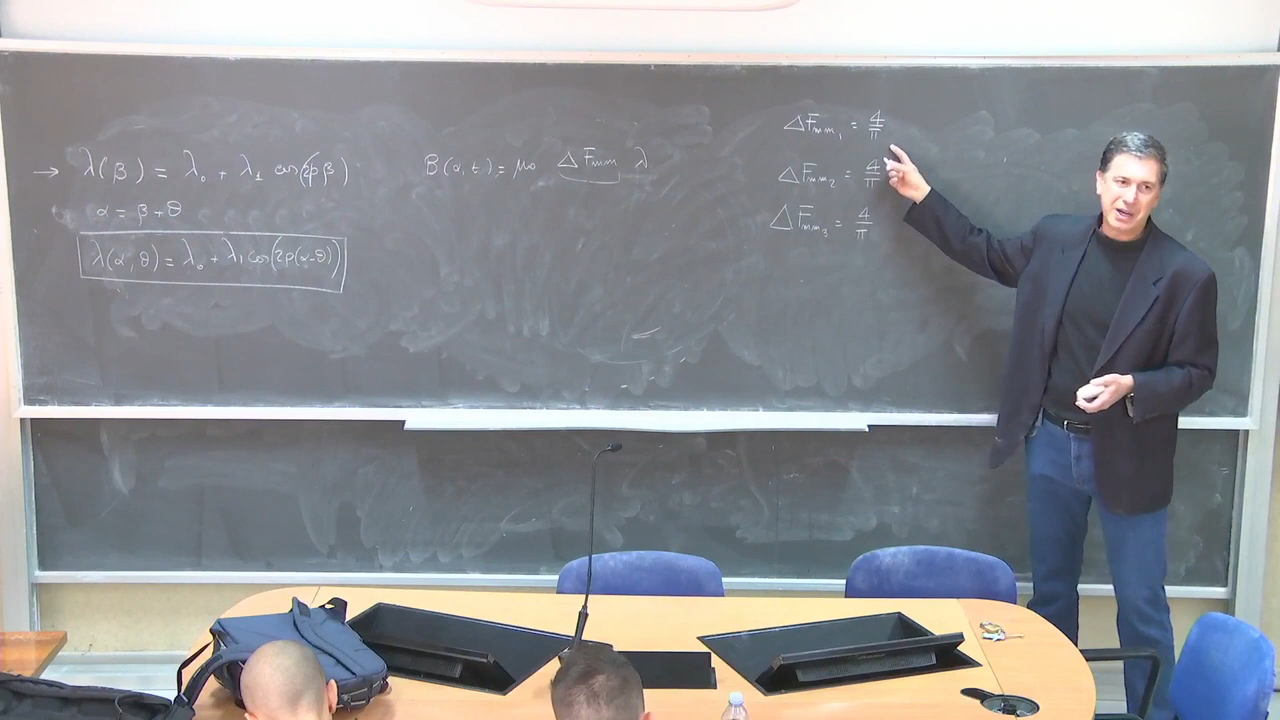 → λ(β) = λ₀ + λ₁ cos(2pβ)
α = β + θ
λ(α, θ) = λ₀ + λ₁ cos(2p(α-θ))
B(α, t) = μ₀ ΔFmm λ
ΔFmm₁ = 4/π
ΔFmm₂ = 4/π
ΔFmm₃ = 4/π